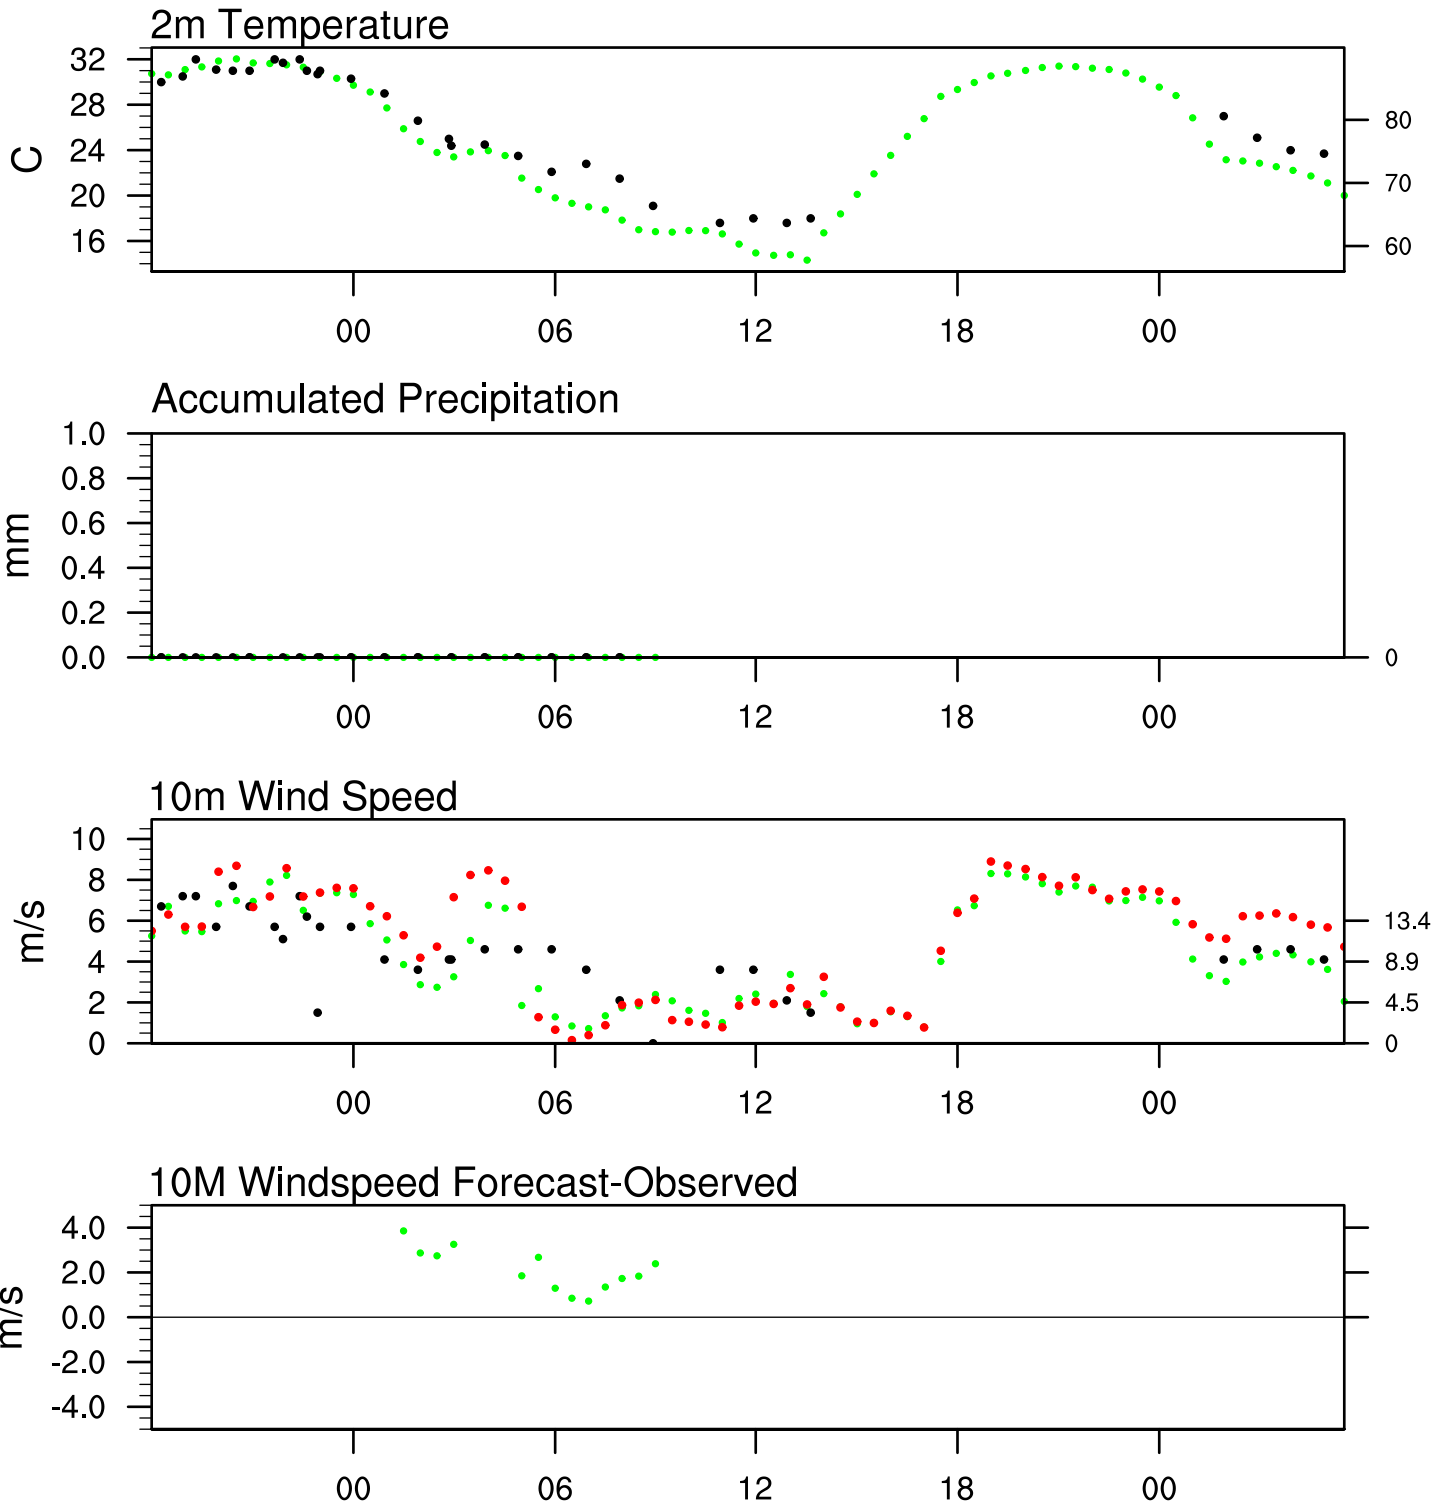 2m Temperature
32
28
24
20
16
C
80
70
60
00 06 12 18 00
Accumulated Precipitation
1.0
0.8
0.6
0.4
0.2
0.0
mm
0
00 06 12 18 00
10m Wind Speed
10
8
6
4
2
0
m/s
13.4
8.9
4.5
0
00 06 12 18 00
10M Windspeed Forecast-Observed
4.0
2.0
0.0
-2.0
-4.0
m/s
00 06 12 18 00